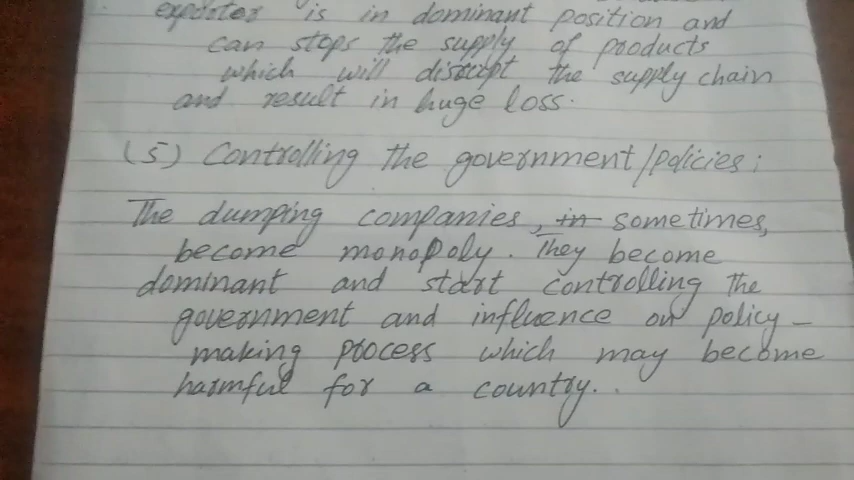 exporter is in dominant position and
can stops the supply of products
which will disrupt the supply chain
and result in huge loss.
(5) Controlling the government/policies:
The dumping companies, in sometimes,
become monopoly. They become
dominant and start controlling the
government and influence on policy-
making process which may become
harmful for a country..